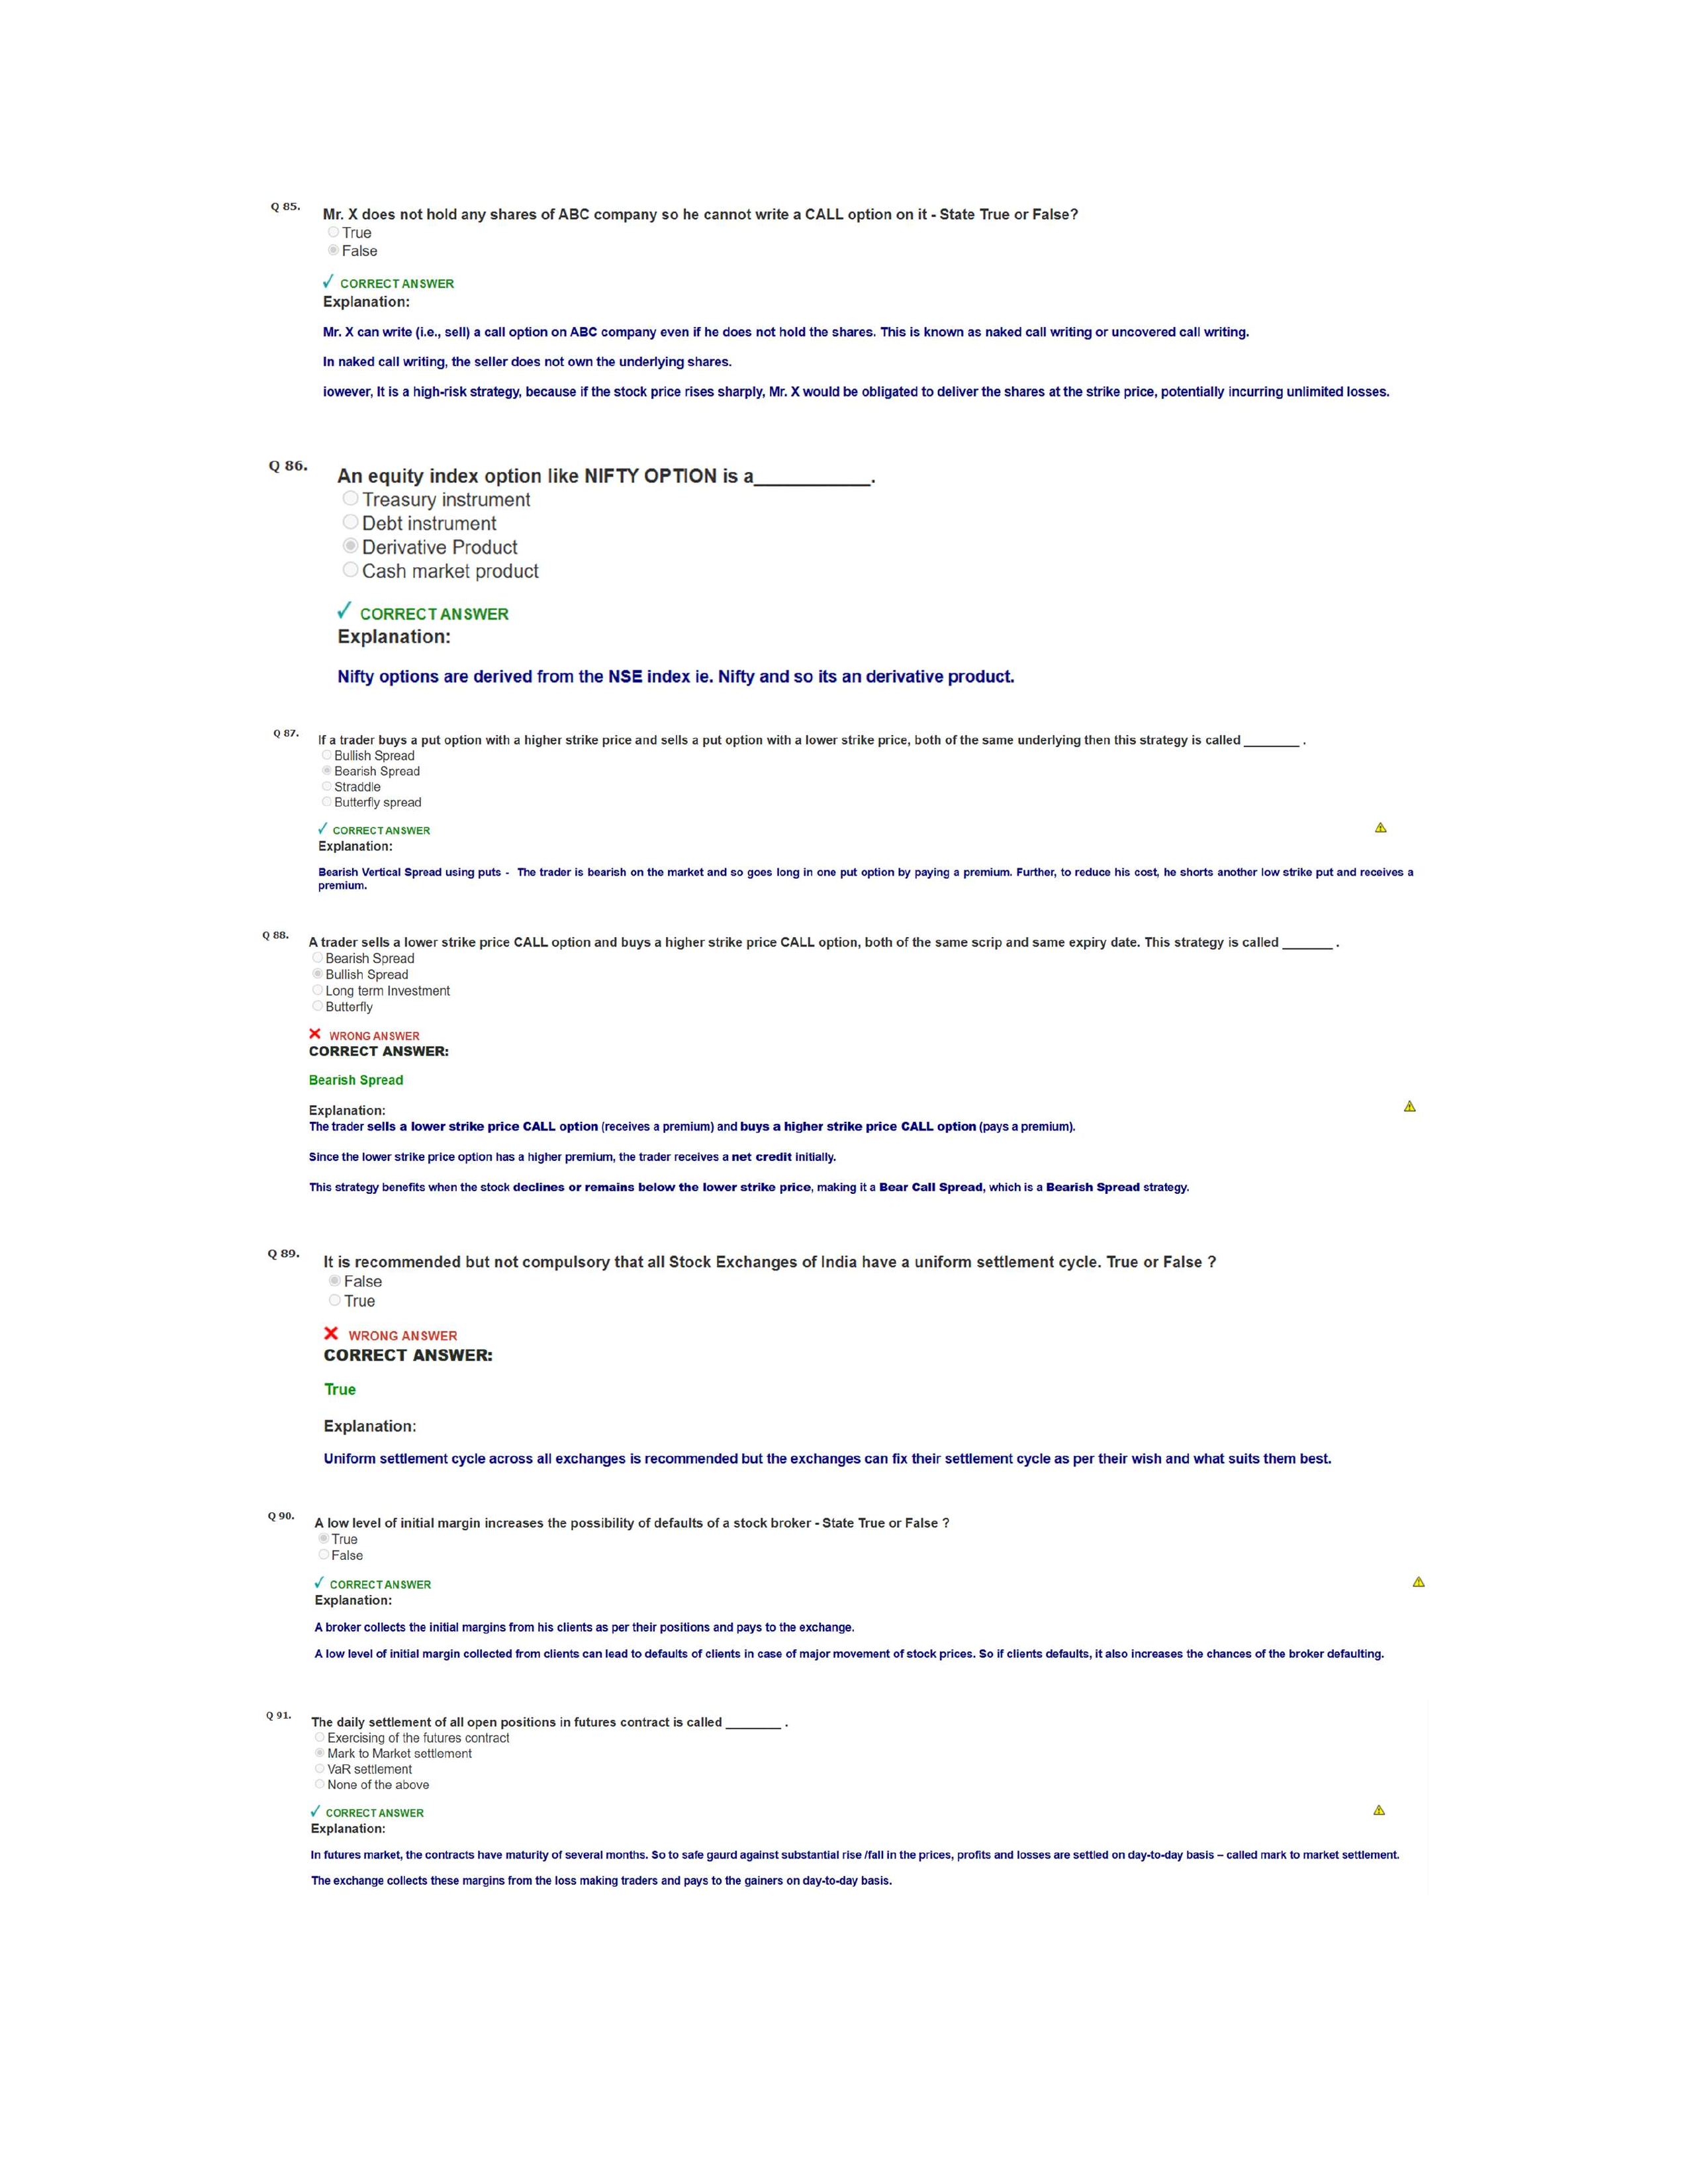 Q 85.
Mr. X does not hold any shares of ABC company so he cannot write a CALL option on it - State True or False?
True
False
CORRECT ANSWER
Explanation:
Mr. X can write (i.e., sell) a call option on ABC company even if he does not hold the shares. This is known as naked call writing or uncovered call writing.
In naked call writing, the seller does not own the underlying shares.
iowever, It is a high-risk strategy, because if the stock price rises sharply, Mr. X would be obligated to deliver the shares at the strike price, potentially incurring unlimited losses.
Q 86.
An equity index option like NIFTY OPTION is a___________.
Treasury instrument
Debt instrument
Derivative Product
Cash market product
CORRECT ANSWER
Explanation:
Nifty options are derived from the NSE index ie. Nifty and so its an derivative product.
Q 87.
If a trader buys a put option with a higher strike price and sells a put option with a lower strike price, both of the same underlying then this strategy is called ________ .
Bullish Spread
Bearish Spread
Straddle
Butterfly spread
CORRECT ANSWER
Explanation:
Bearish Vertical Spread using puts - The trader is bearish on the market and so goes long in one put option by paying a premium. Further, to reduce his cost, he shorts another low strike put and receives a
premium.
Q 88.
A trader sells a lower strike price CALL option and buys a higher strike price CALL option, both of the same scrip and same expiry date. This strategy is called _______ .
Bearish Spread
Bullish Spread
Long term Investment
Butterfly
WRONG ANSWER
CORRECT ANSWER:
Bearish Spread
Explanation:
The trader sells a lower strike price CALL option (receives a premium) and buys a higher strike price CALL option (pays a premium).
Since the lower strike price option has a higher premium, the trader receives a net credit initially.
This strategy benefits when the stock declines or remains below the lower strike price, making it a Bear Call Spread, which is a Bearish Spread strategy.
Q 89.
It is recommended but not compulsory that all Stock Exchanges of India have a uniform settlement cycle. True or False ?
False
True
WRONG ANSWER
CORRECT ANSWER:
True
Explanation:
Uniform settlement cycle across all exchanges is recommended but the exchanges can fix their settlement cycle as per their wish and what suits them best.
Q 90.
A low level of initial margin increases the possibility of defaults of a stock broker - State True or False ?
True
False
CORRECT ANSWER
Explanation:
A broker collects the initial margins from his clients as per their positions and pays to the exchange.
A low level of initial margin collected from clients can lead to defaults of clients in case of major movement of stock prices. So if clients defaults, it also increases the chances of the broker defaulting.
Q 91.
The daily settlement of all open positions in futures contract is called ________ .
Exercising of the futures contract
Mark to Market settlement
VaR settlement
None of the above
CORRECT ANSWER
Explanation:
In futures market, the contracts have maturity of several months. So to safe gaurd against substantial rise /fall in the prices, profits and losses are settled on day-to-day basis – called mark to market settlement.
The exchange collects these margins from the loss making traders and pays to the gainers on day-to-day basis.